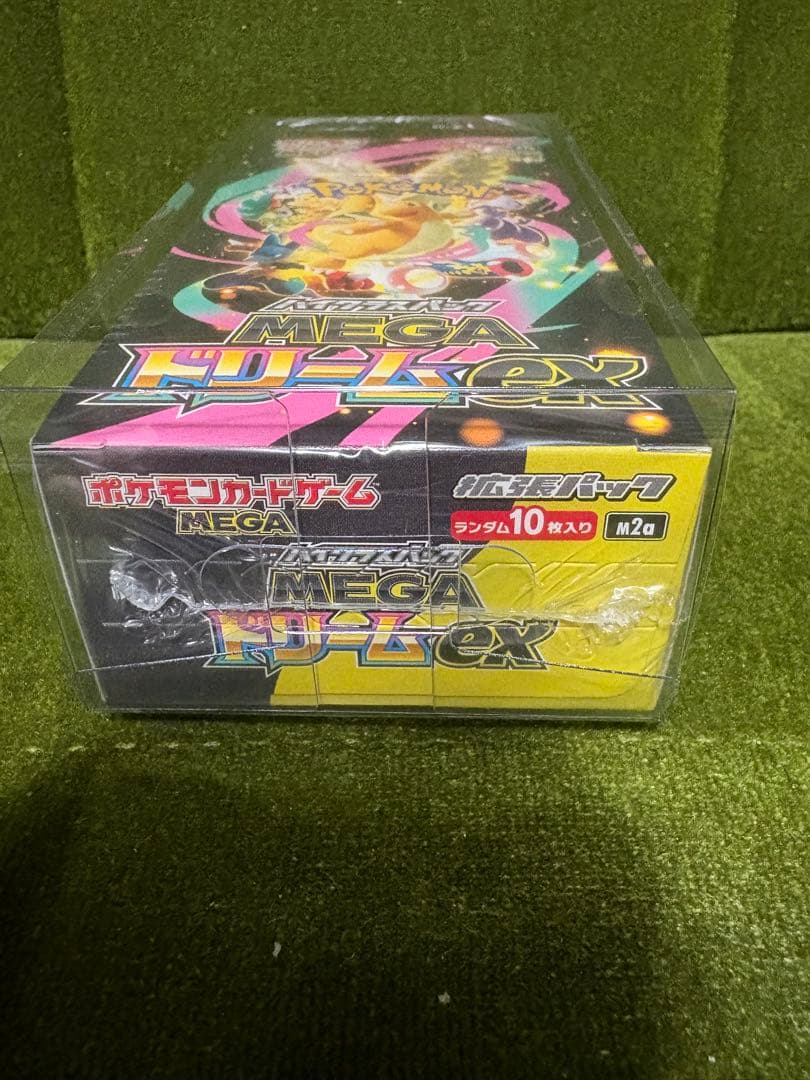 POKÉMON
ハイクラスパック
MEGA
ドリームex
ポケモンカードゲーム
MEGA
拡張パック
ランダム10枚入り
M2a
ハイクラスパック
MEGA
ドリームex